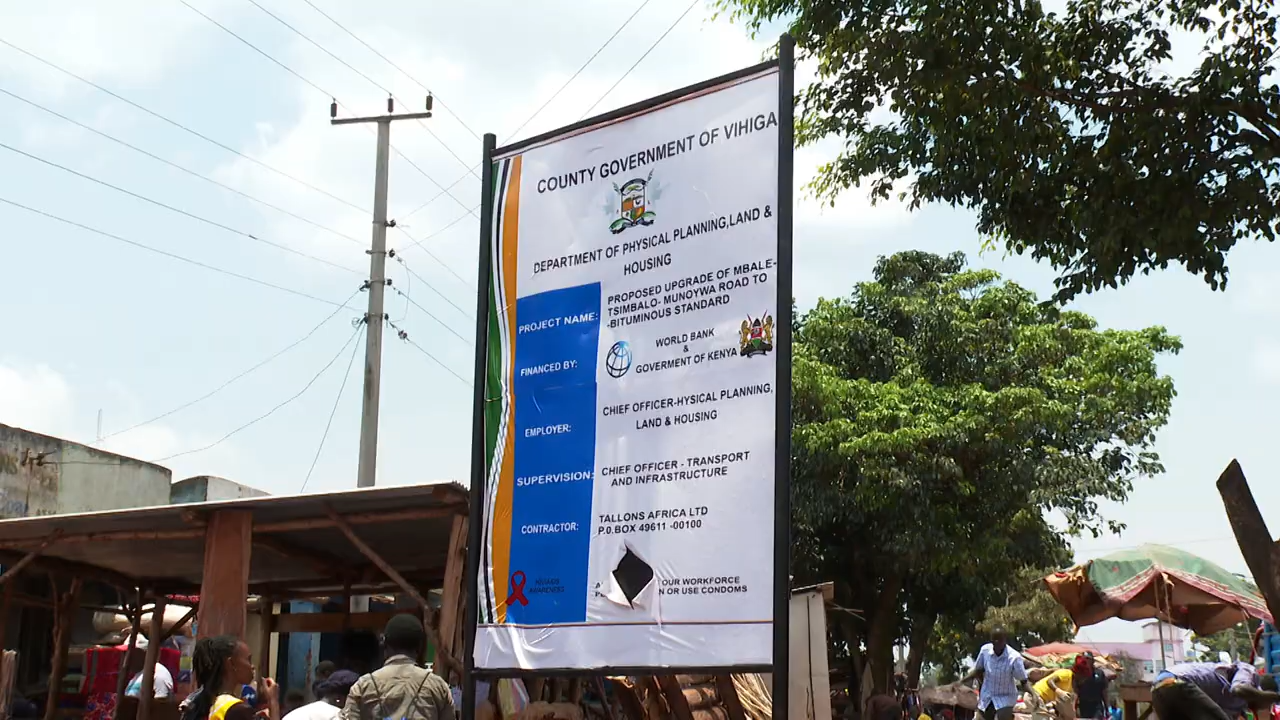 COUNTY GOVERNMENT OF VIHIGA
DEPARTMENT OF PHYSICAL PLANNING,LAND &
HOUSING
PROJECT NAME:
PROPOSED UPGRADE OF MBALE-
TSIMBALO- MUNOYWA ROAD TO
-BITUMINOUS STANDARD
FINANCED BY:
WORLD BANK
&
GOVERMENT OF KENYA
EMPLOYER:
CHIEF OFFICER-HYSICAL PLANNING,
LAND & HOUSING
SUPERVISION:
CHIEF OFFICER - TRANSPORT
AND INFRASTRUCTURE
CONTRACTOR:
TALLONS AFRICA LTD
P.O.BOX 49611 -00100
HIV/AIDS
AWARENESS
OUR WORKFORCE
N OR USE CONDOMS